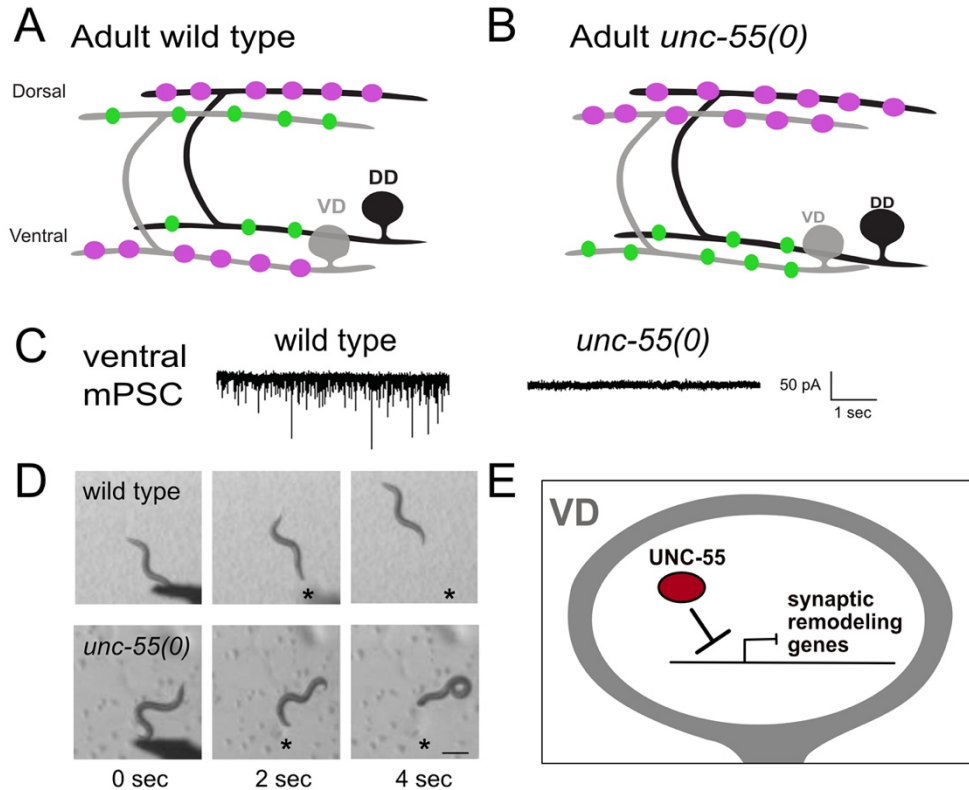 A Adult wild type
Dorsal
Ventral
VD
DD
B Adult unc-55(0)
VD
DD
C ventral
mPSC
wild type
unc-55(0)
50 pA
1 sec
D
wild type
*
*
unc-55(0)
*
*
0 sec
2 sec
4 sec
E
VD
UNC-55
synaptic
remodeling
genes